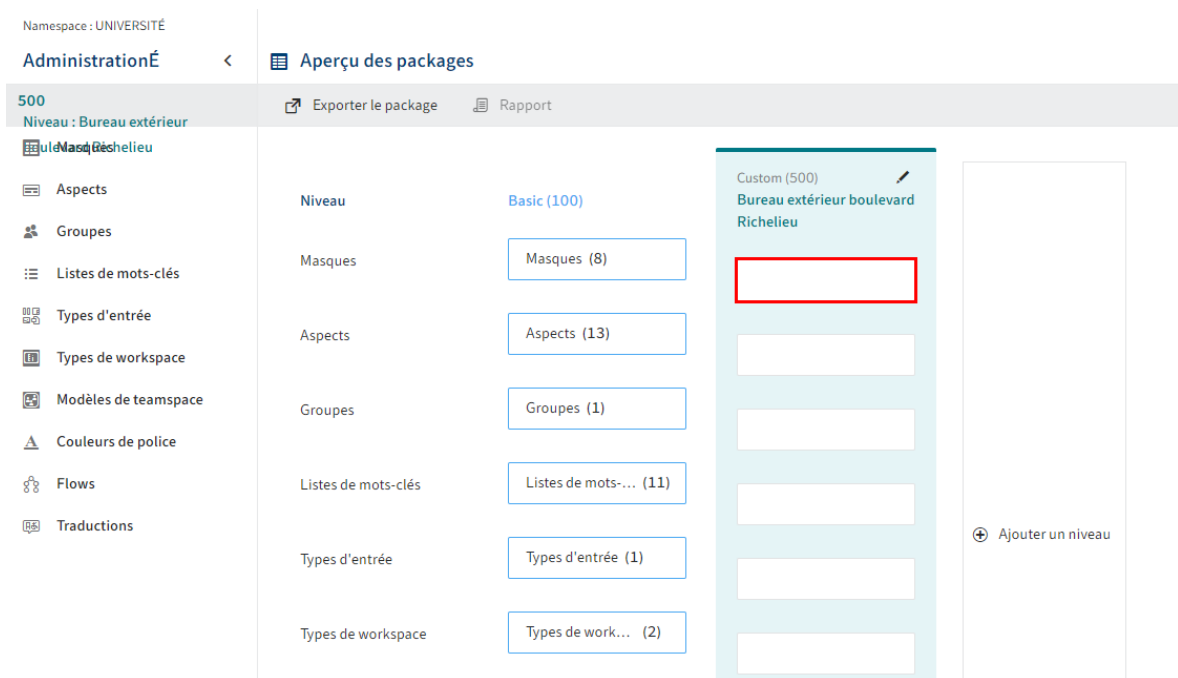 Namespace : UNIVERSITÉ
AdministrationÉ
Aperçu des packages
500
Niveau : Bureau extérieur
boulevard Richelieu
Exporter le package
Rapport
Masques
Aspects
Groupes
Listes de mots-clés
Types d'entrée
Types de workspace
Modèles de teamspace
Couleurs de police
Flows
Traductions
Niveau
Basic (100)
Custom (500)
Bureau extérieur boulevard
Richelieu
Masques
Masques (8)
Aspects
Aspects (13)
Groupes
Groupes (1)
Listes de mots-clés
Listes de mots-... (11)
Types d'entrée
Types d'entrée (1)
Types de workspace
Types de work... (2)
Ajouter un niveau